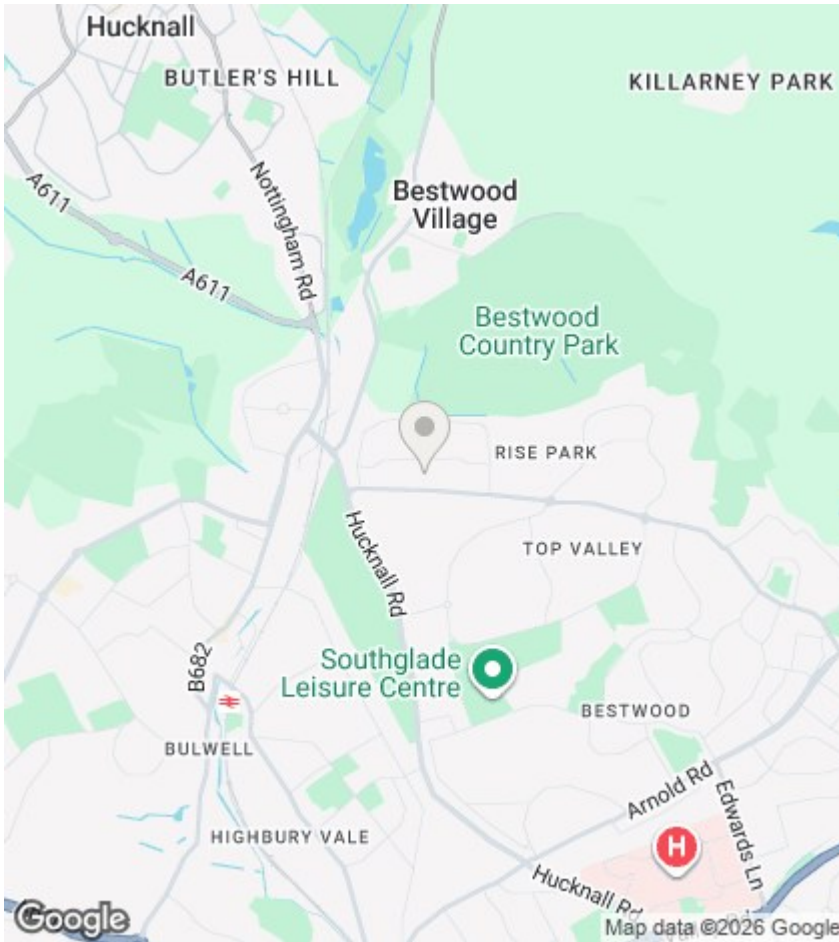 Hucknall
BUTLER'S HILL
KILLARNEY PARK
A611
Nottingham Rd
Bestwood
Village
A611
Bestwood
Country Park
RISE PARK
Hucknall Rd
TOP VALLEY
B682
Southglade
Leisure Centre
BESTWOOD
BULWELL
Arnold Rd
Edwards Ln
HIGHBURY VALE
H
Hucknall Rd
Google
Map data ©2026 Google